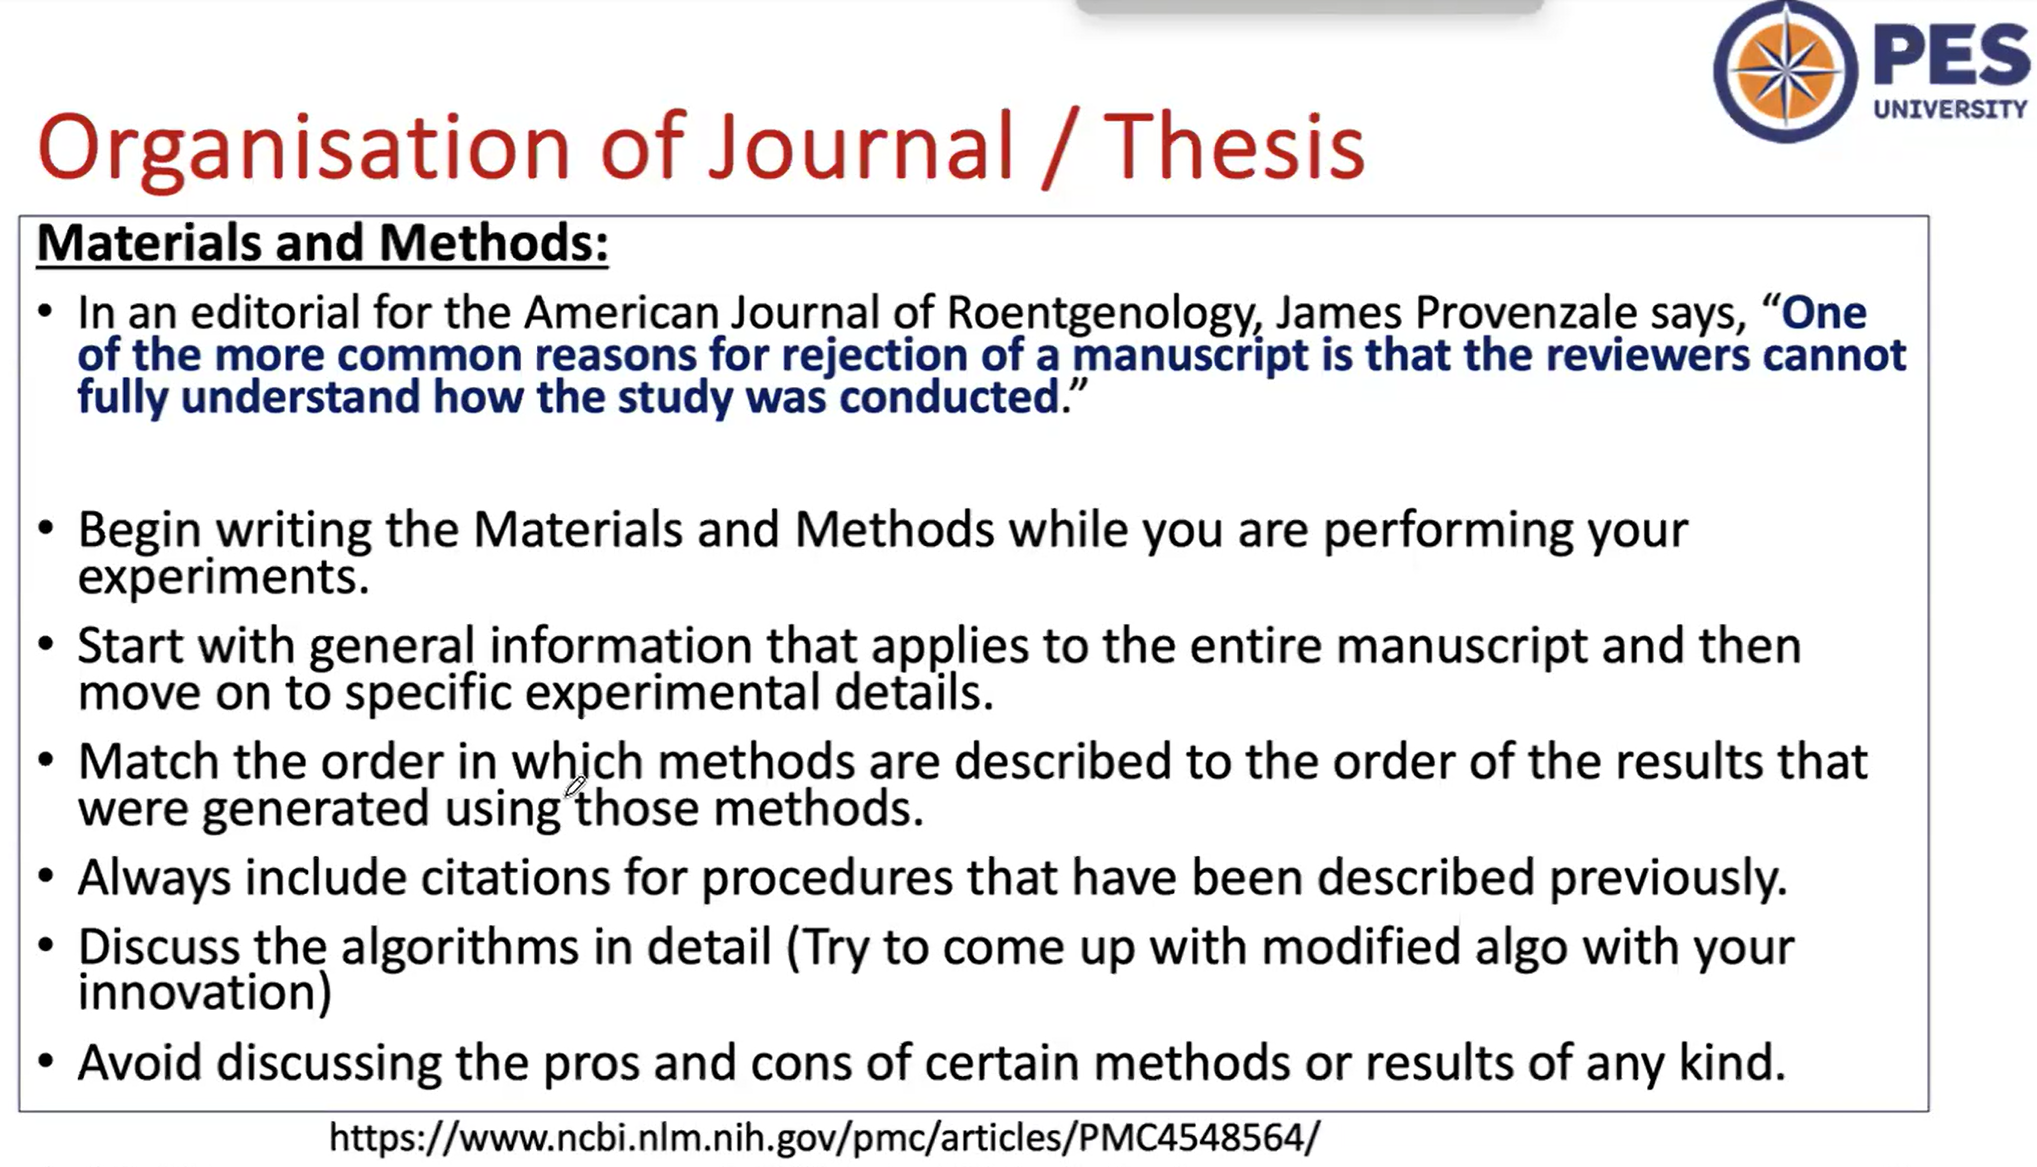 PES
UNIVERSITY
Organisation of Journal / Thesis
Materials and Methods:
• In an editorial for the American Journal of Roentgenology, James Provenzale says, “One
of the more common reasons for rejection of a manuscript is that the reviewers cannot
fully understand how the study was conducted.”
• Begin writing the Materials and Methods while you are performing your
experiments.
• Start with general information that applies to the entire manuscript and then
move on to specific experimental details.
• Match the order in which methods are described to the order of the results that
were generated using those methods.
• Always include citations for procedures that have been described previously.
• Discuss the algorithms in detail (Try to come up with modified algo with your
innovation)
• Avoid discussing the pros and cons of certain methods or results of any kind.
https://www.ncbi.nlm.nih.gov/pmc/articles/PMC4548564/